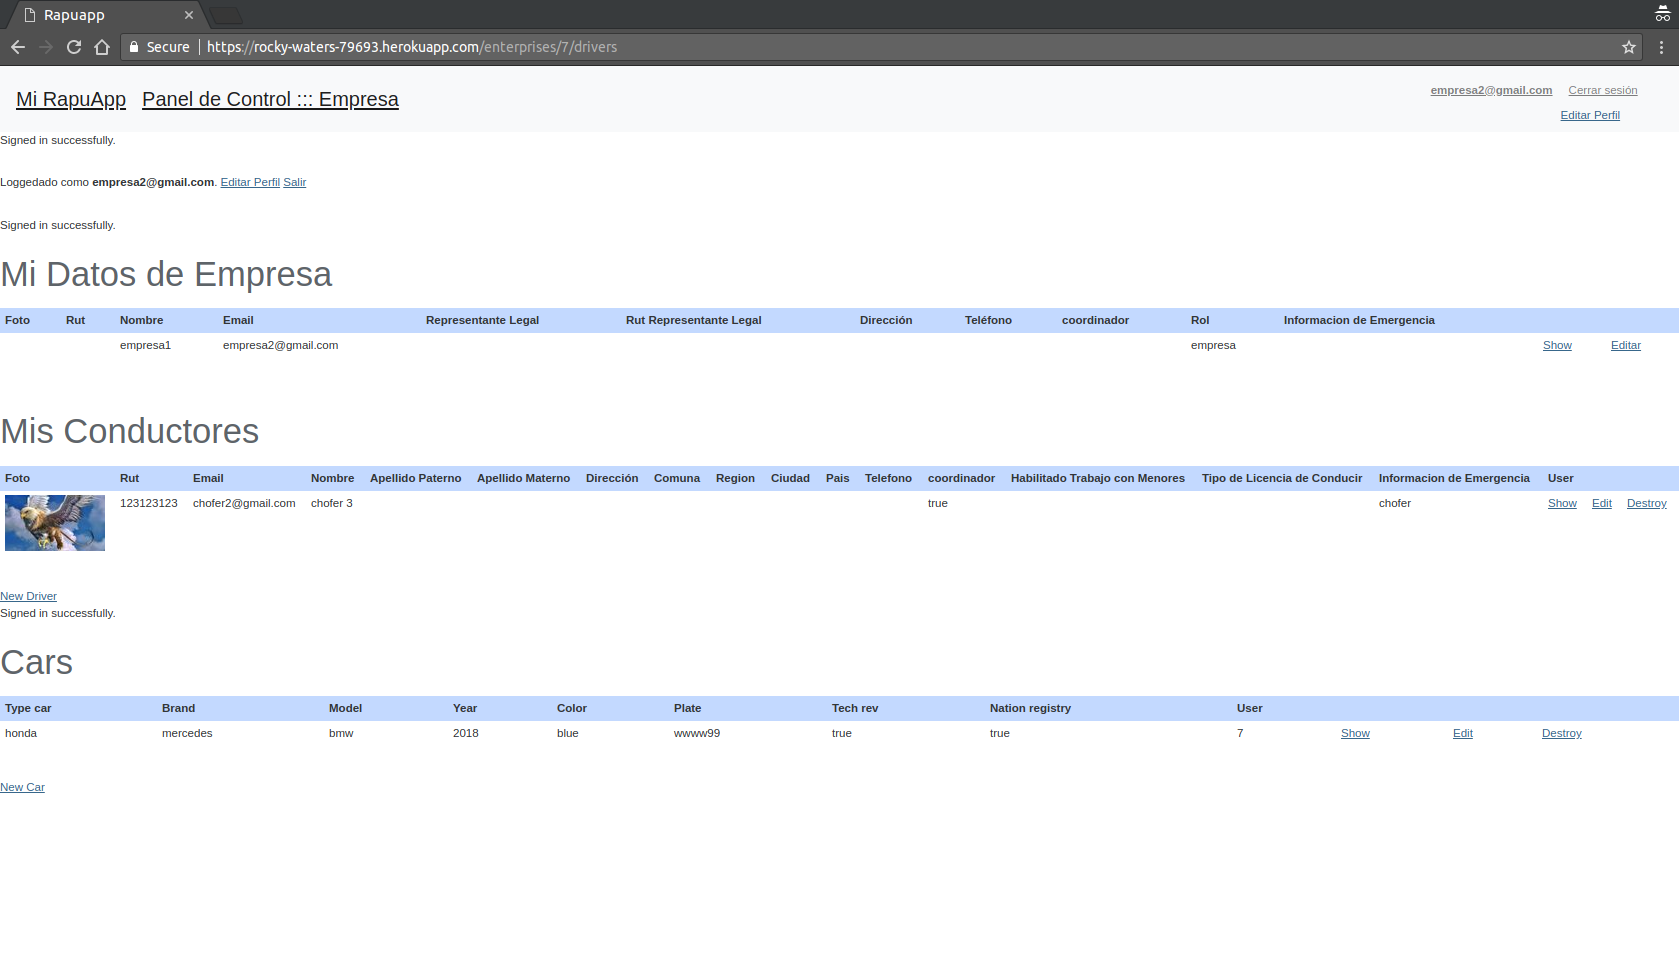 Rapuapp
Secure https://rocky-waters-79693.herokuapp.com/enterprises/7/drivers
Mi RapuApp Panel de Control ::: Empresa
empresa2@gmail.com Cerrar sesión
Editar Perfil
Signed in successfully.
Loggedado como empresa2@gmail.com. Editar Perfil Salir
Signed in successfully.
Mi Datos de Empresa
Foto Rut Nombre Email Representante Legal Rut Representante Legal Dirección Teléfono coordinador Rol Informacion de Emergencia
empresa1 empresa2@gmail.com empresa Show Editar
Mis Conductores
Foto Rut Email Nombre Apellido Paterno Apellido Materno Dirección Comuna Region Ciudad Pais Telefono coordinador Habilitado Trabajo con Menores Tipo de Licencia de Conducir Informacion de Emergencia User
123123123 chofer2@gmail.com chofer 3 true chofer Show Edit Destroy
New Driver
Signed in successfully.
Cars
Type car Brand Model Year Color Plate Tech rev Nation registry User
honda mercedes bmw 2018 blue wwww99 true true 7 Show Edit Destroy
New Car